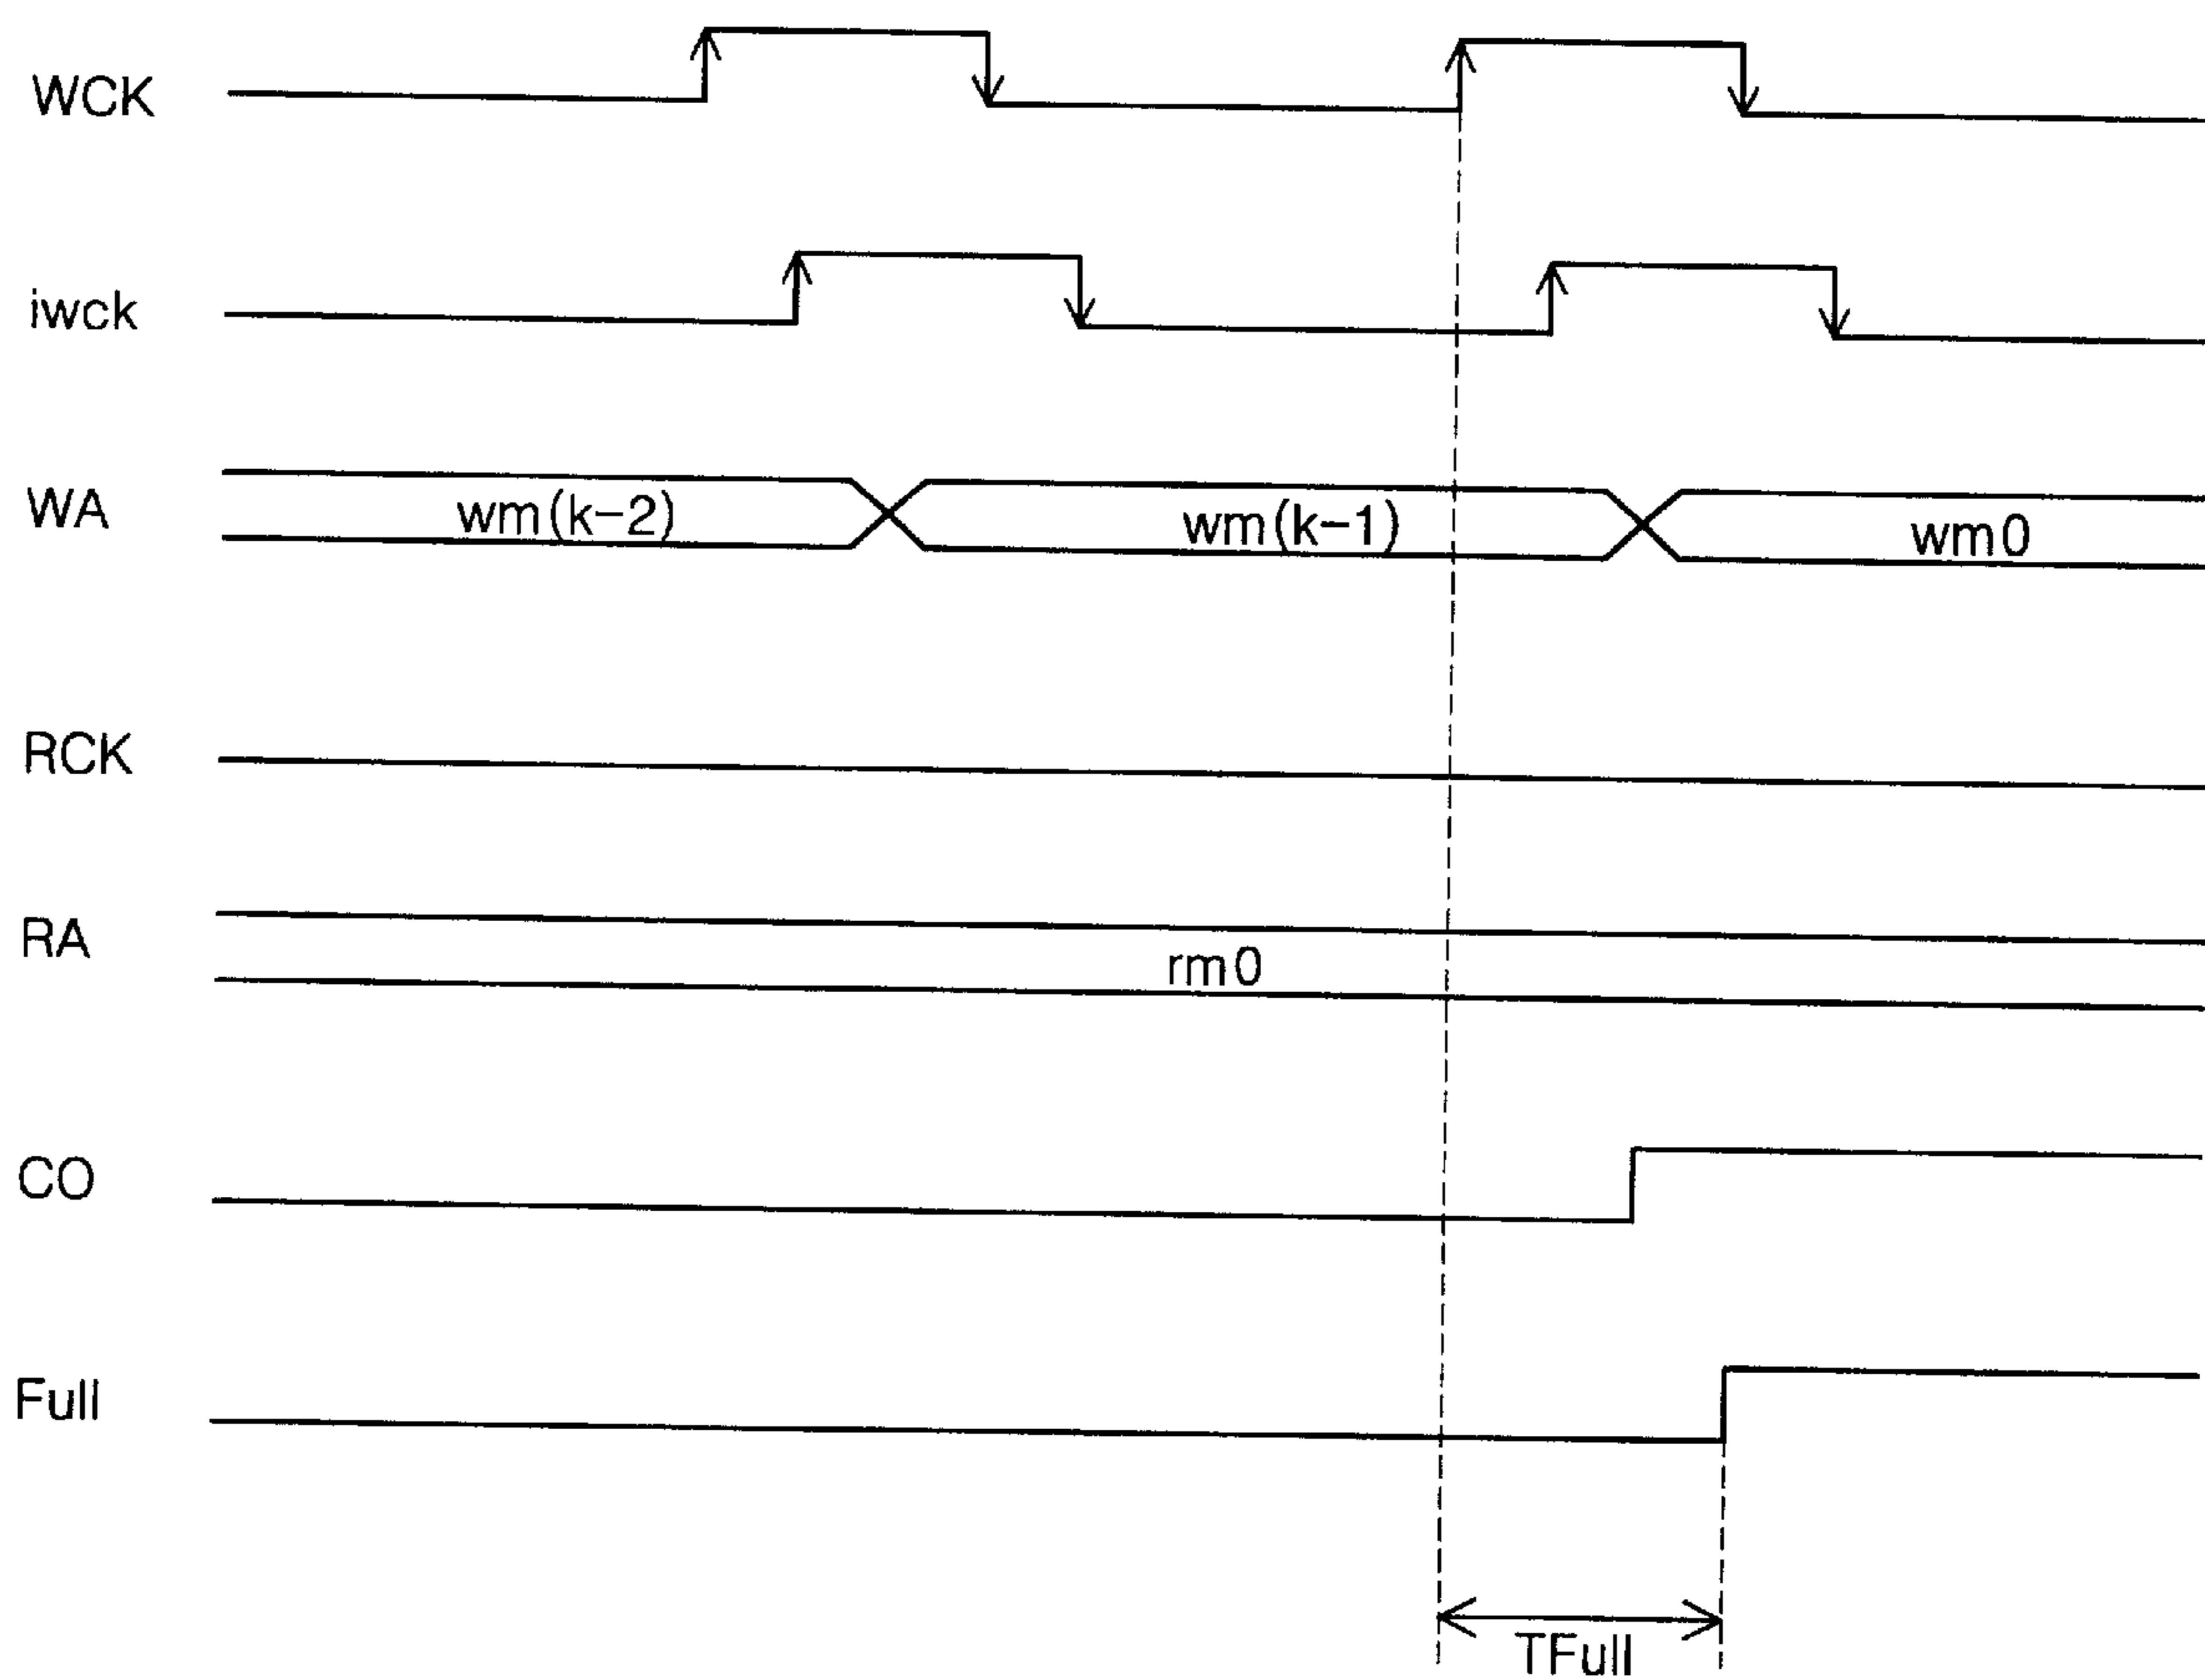 WCK
iwck
WA wm(k-2) wm(k-1) wm0
RCK
RA rm0
CO
Full
TFull